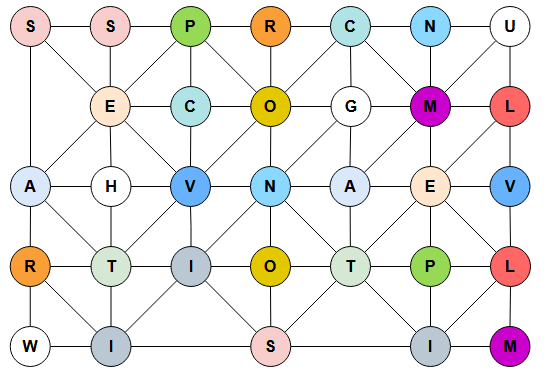 S S P R C N U
E C O G M L
A H V N A E V
R T I O T P L
W I S I M